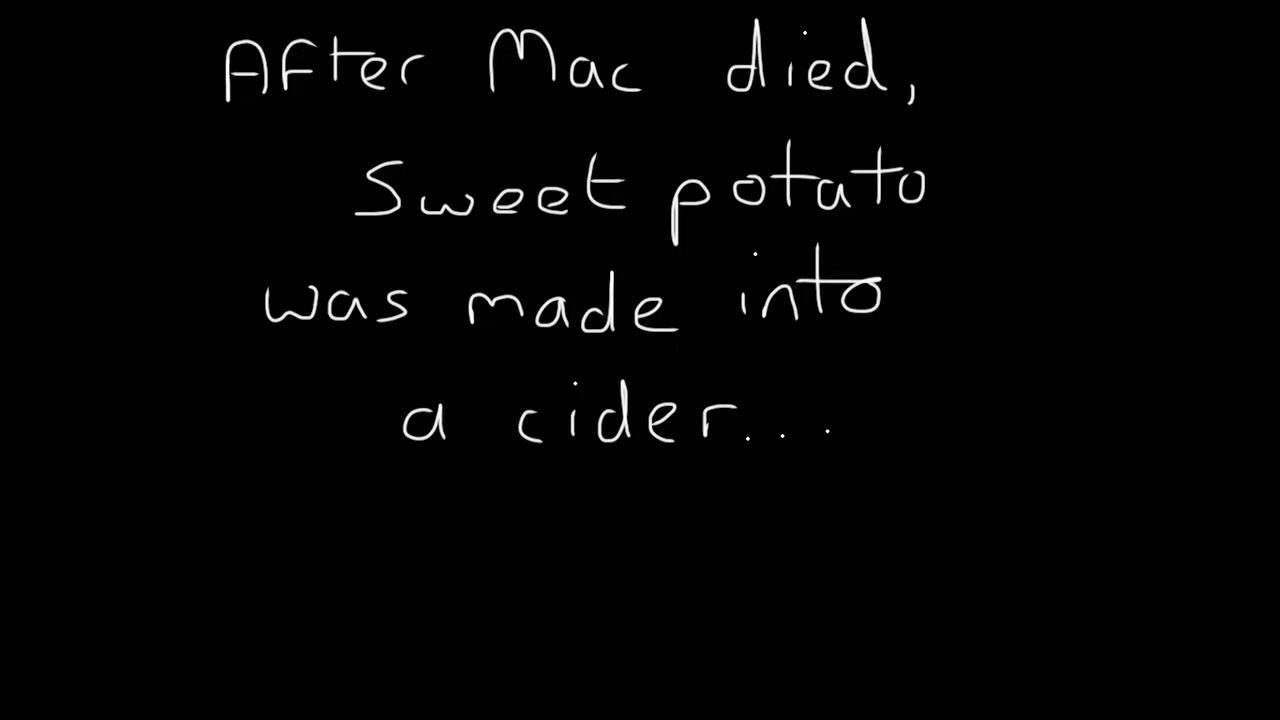 After Mac died,
Sweet potato
was made into
a cider...